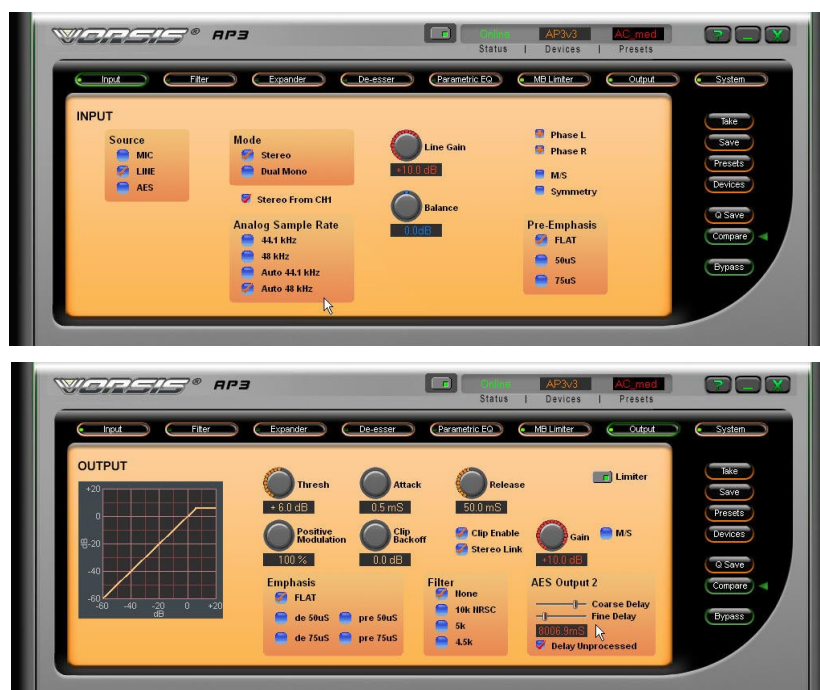 VORSIS® AP3
Online AP3v3 AC_med
Status | Devices | Presets
? _ X
Input Filter Expander De-esser Parametric EQ MB Limiter Output System
INPUT
Source
MIC
LINE
AES
Mode
Stereo
Dual Mono
Stereo From CH1
Analog Sample Rate
44.1 kHz
48 kHz
Auto 44.1 kHz
Auto 48 kHz
Line Gain
+10.0 dB
Balance
0.0dB
Phase L
Phase R
M/S
Symmetry
Pre-Emphasis
FLAT
50uS
75uS
Take
Save
Presets
Devices
Q Save
Compare
Bypass
VORSIS® AP3
Online AP3v3 AC_med
Status | Devices | Presets
? _ X
Input Filter Expander De-esser Parametric EQ MB Limiter Output System
OUTPUT
+20
0
dB -20
-40
-60
-60 -40 -20 0 +20
dB
Thresh
+ 6.0 dB
Attack
0.5 mS
Release
50.0 mS
Limiter
Positive Modulation
100 %
Clip Backoff
0.0 dB
Clip Enable
Stereo Link
Gain
+10.0 dB
M/S
Emphasis
FLAT
de 50uS pre 50uS
de 75uS pre 75uS
Filter
None
10k NRSC
5k
4.5k
AES Output 2
Coarse Delay
Fine Delay
8006.9mS
Delay Unprocessed
Take
Save
Presets
Devices
Q Save
Compare
Bypass